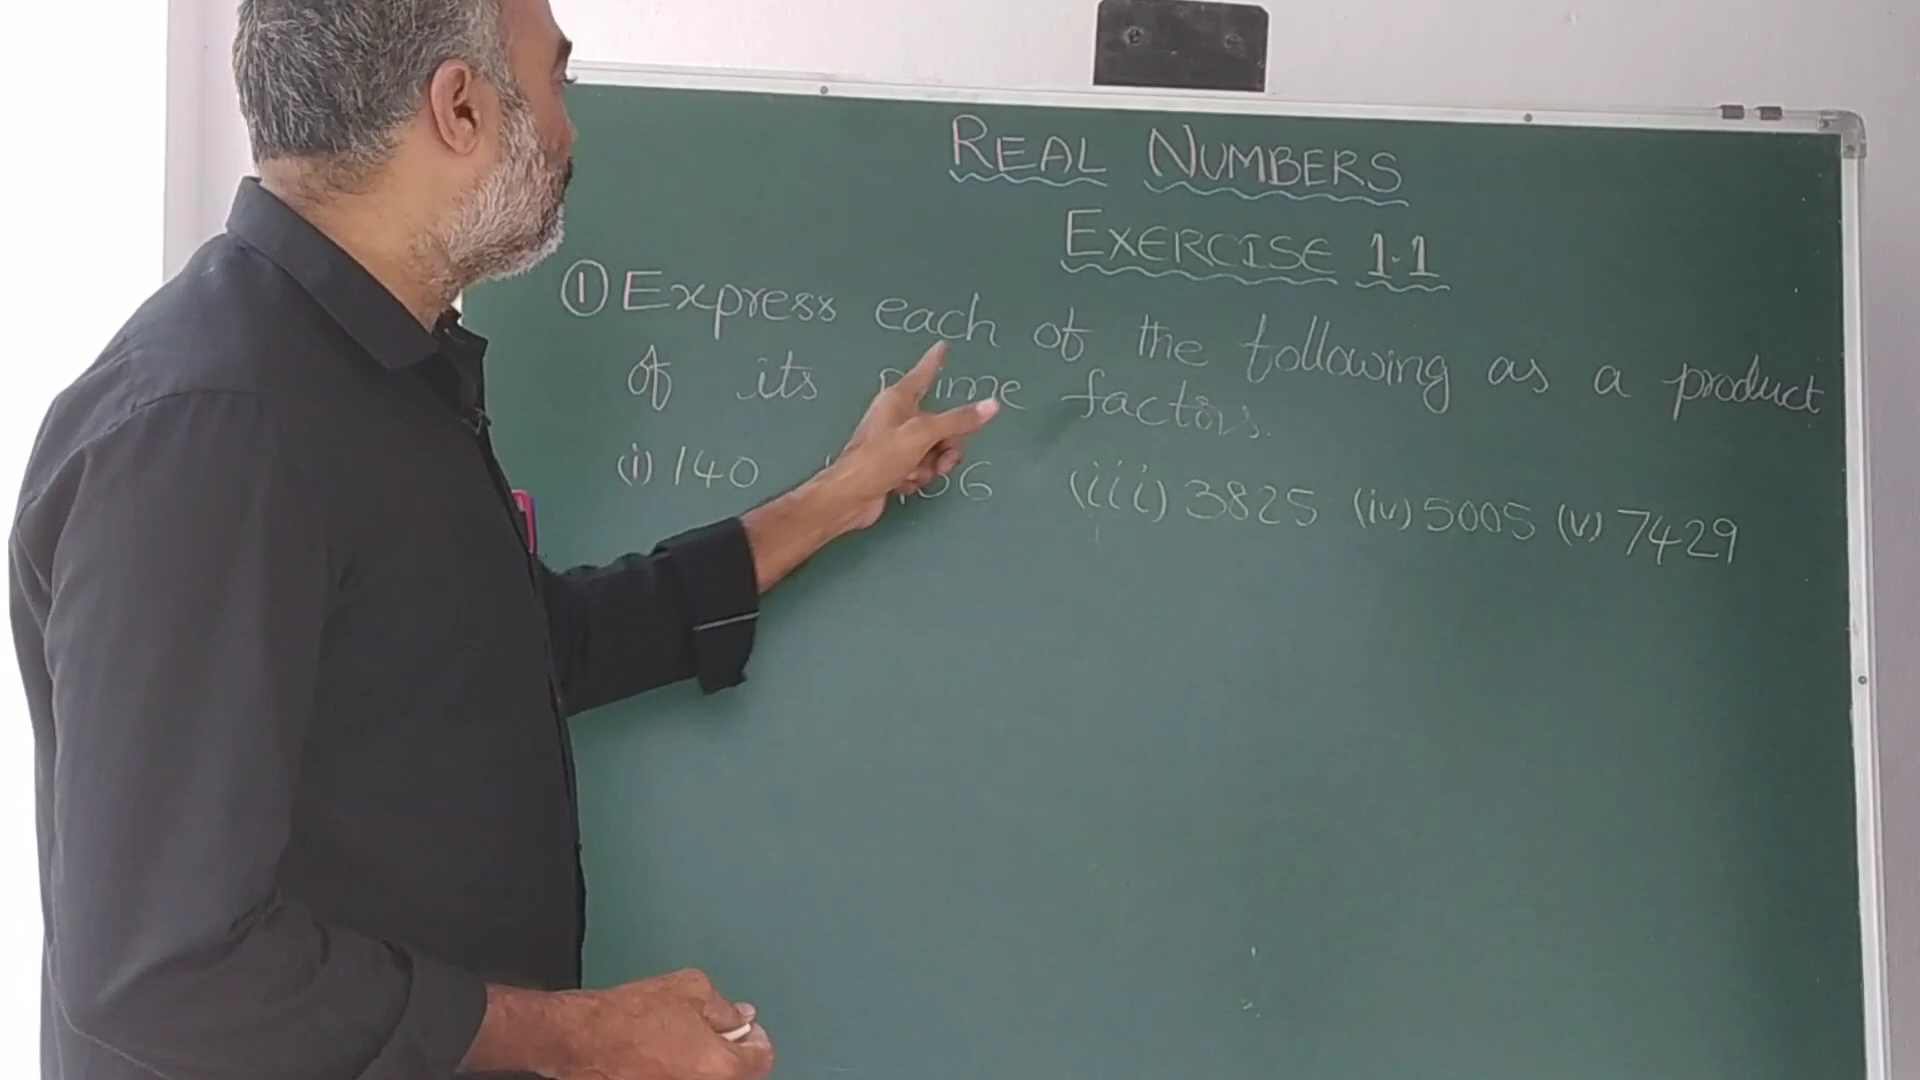 REAL NUMBERS
EXERCISE 1.1
① Express each of the following as a product
of its factors.
(i) 140 (iii) 3825 (iv) 5005 (v) 7429